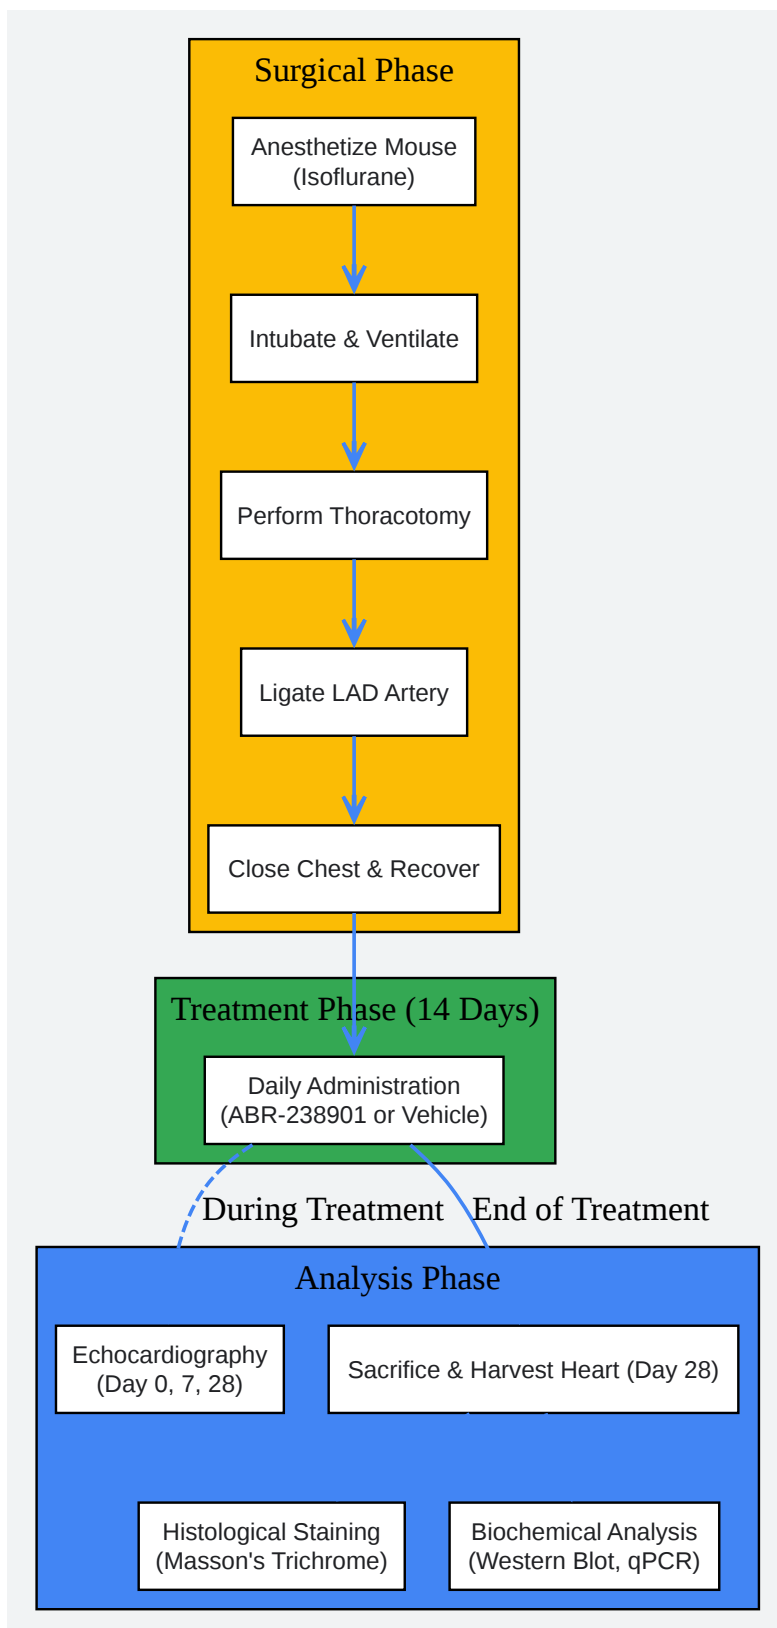 Surgical Phase
Anesthetize Mouse
(Isoflurane)
Intubate & Ventilate
Perform Thoracotomy
Ligate LAD Artery
Close Chest & Recover
Treatment Phase (14 Days)
Daily Administration
(ABR-238901 or Vehicle)
During Treatment
End of Treatment
Analysis Phase
Echocardiography
(Day 0, 7, 28)
Sacrifice & Harvest Heart (Day 28)
Histological Staining
(Masson's Trichrome)
Biochemical Analysis
(Western Blot, qPCR)